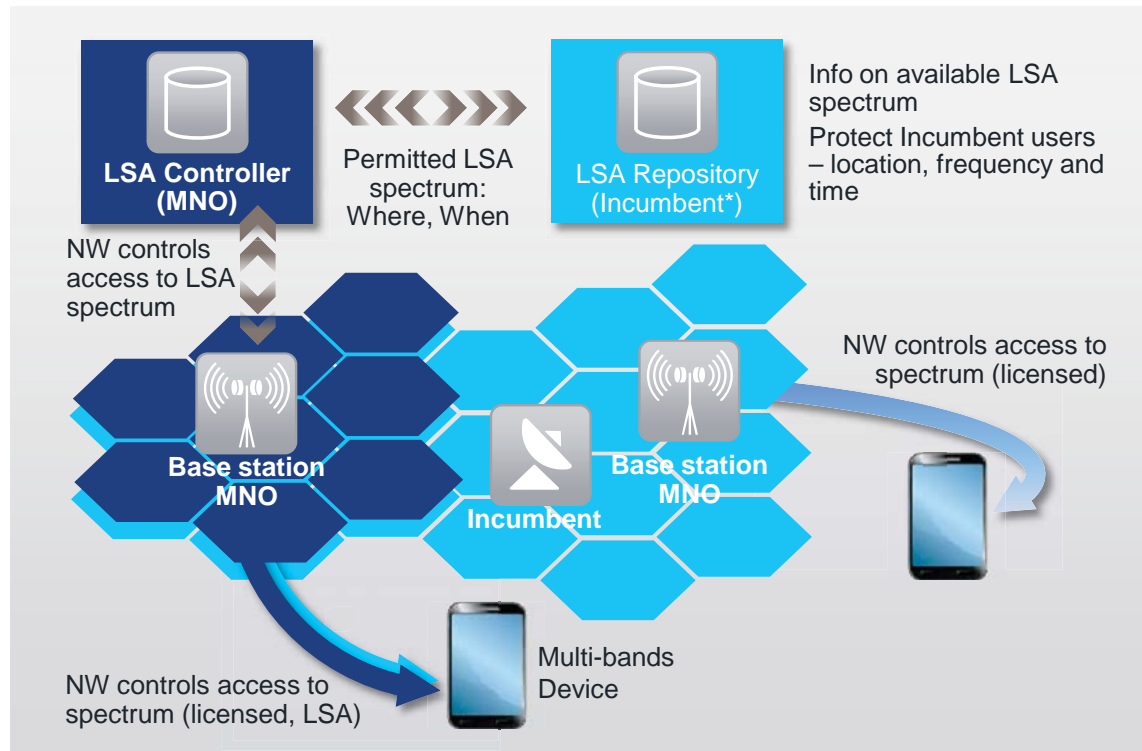 LSA Controller
(MNO)
Permitted LSA
spectrum:
Where, When
LSA Repository
(Incumbent*)
Info on available LSA
spectrum
Protect Incumbent users
– location, frequency and
time
NW controls
access to LSA
spectrum
Base station
MNO
Incumbent
Base station
MNO
NW controls access to
spectrum (licensed)
Multi-bands
Device
NW controls access to
spectrum (licensed, LSA)